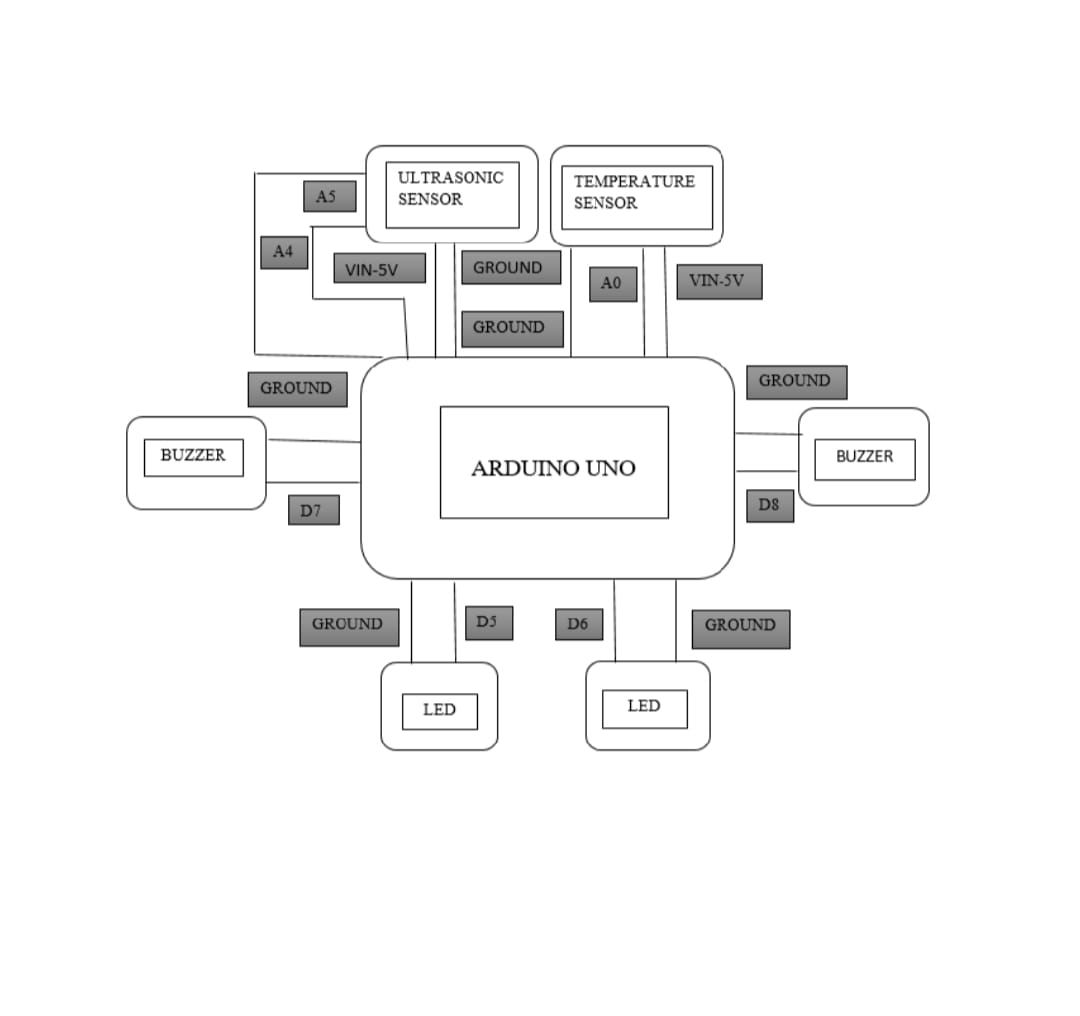 ULTRASONIC
SENSOR
TEMPERATURE
SENSOR
A5
A4
VIN-5V
GROUND
A0
VIN-5V
GROUND
GROUND
GROUND
BUZZER
ARDUINO UNO
BUZZER
D7
D8
GROUND
D5
D6
GROUND
LED
LED